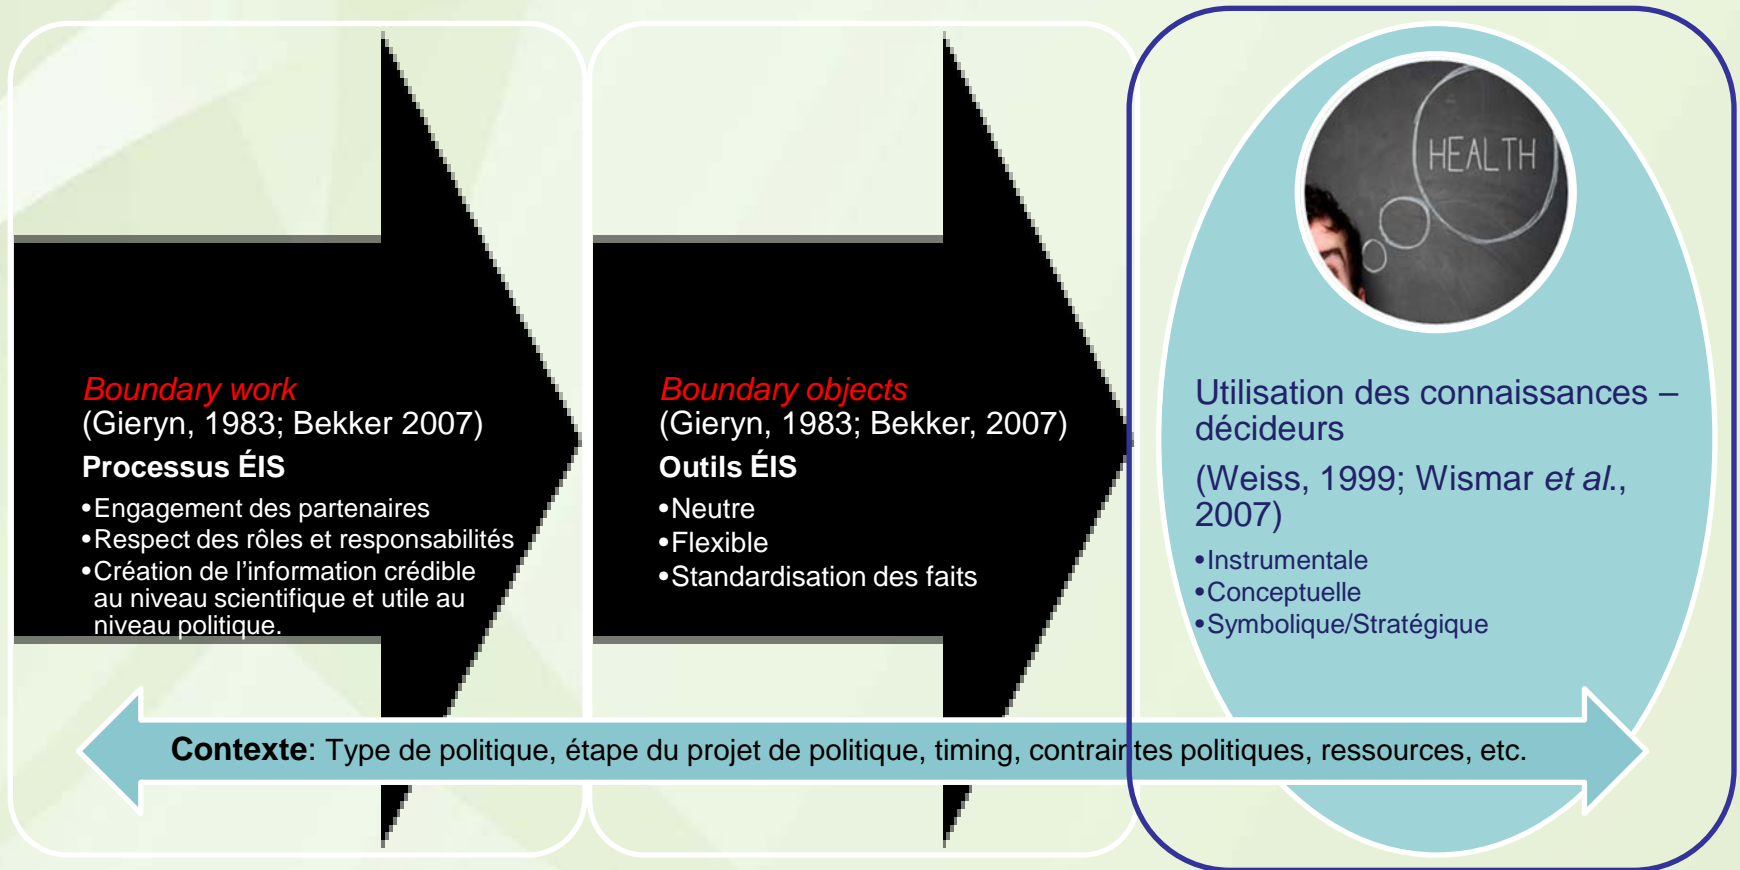 Boundary work
(Gieryn, 1983; Bekker 2007)
Processus ÉIS
•Engagement des partenaires
•Respect des rôles et responsabilités
•Création de l’information crédible
au niveau scientifique et utile au
niveau politique.
Boundary objects
(Gieryn, 1983; Bekker, 2007)
Outils ÉIS
•Neutre
•Flexible
•Standardisation des faits
HEALTH
Utilisation des connaissances –
décideurs
(Weiss, 1999; Wismar et al.,
2007)
•Instrumentale
•Conceptuelle
•Symbolique/Stratégique
Contexte: Type de politique, étape du projet de politique, timing, contraintes politiques, ressources, etc.